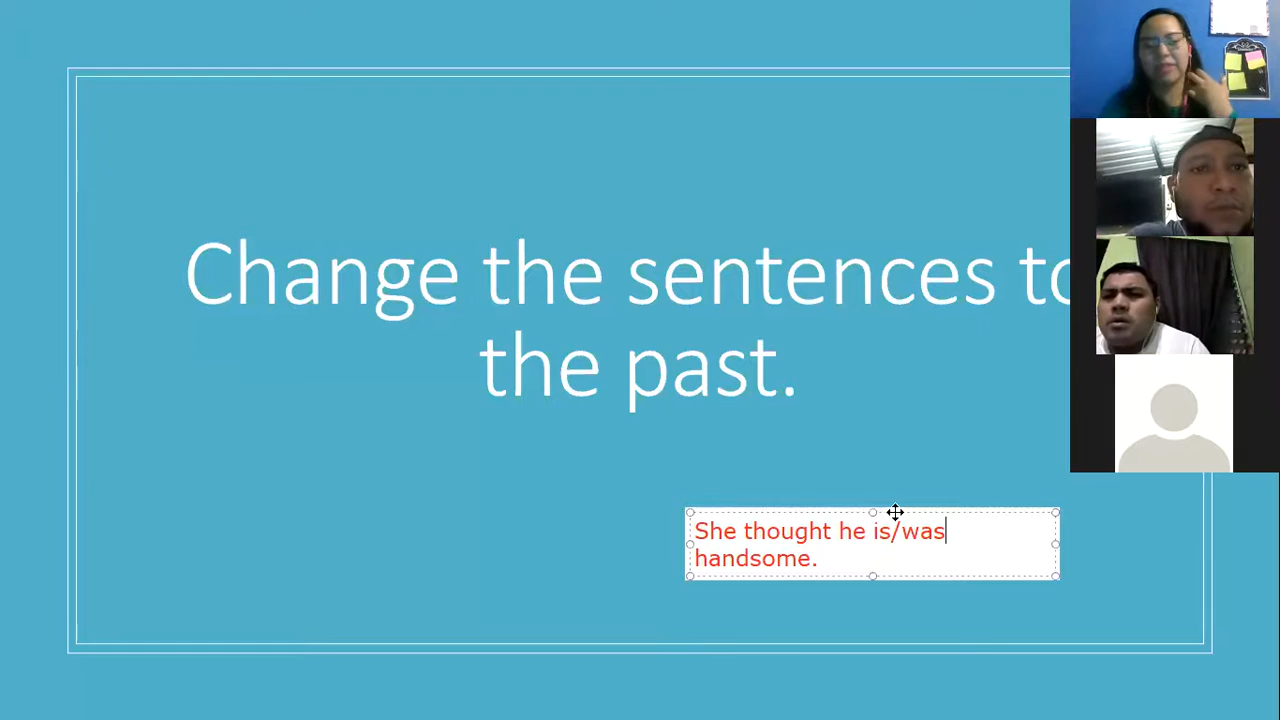 Change the sentences to
the past.
She thought he is/was
handsome.